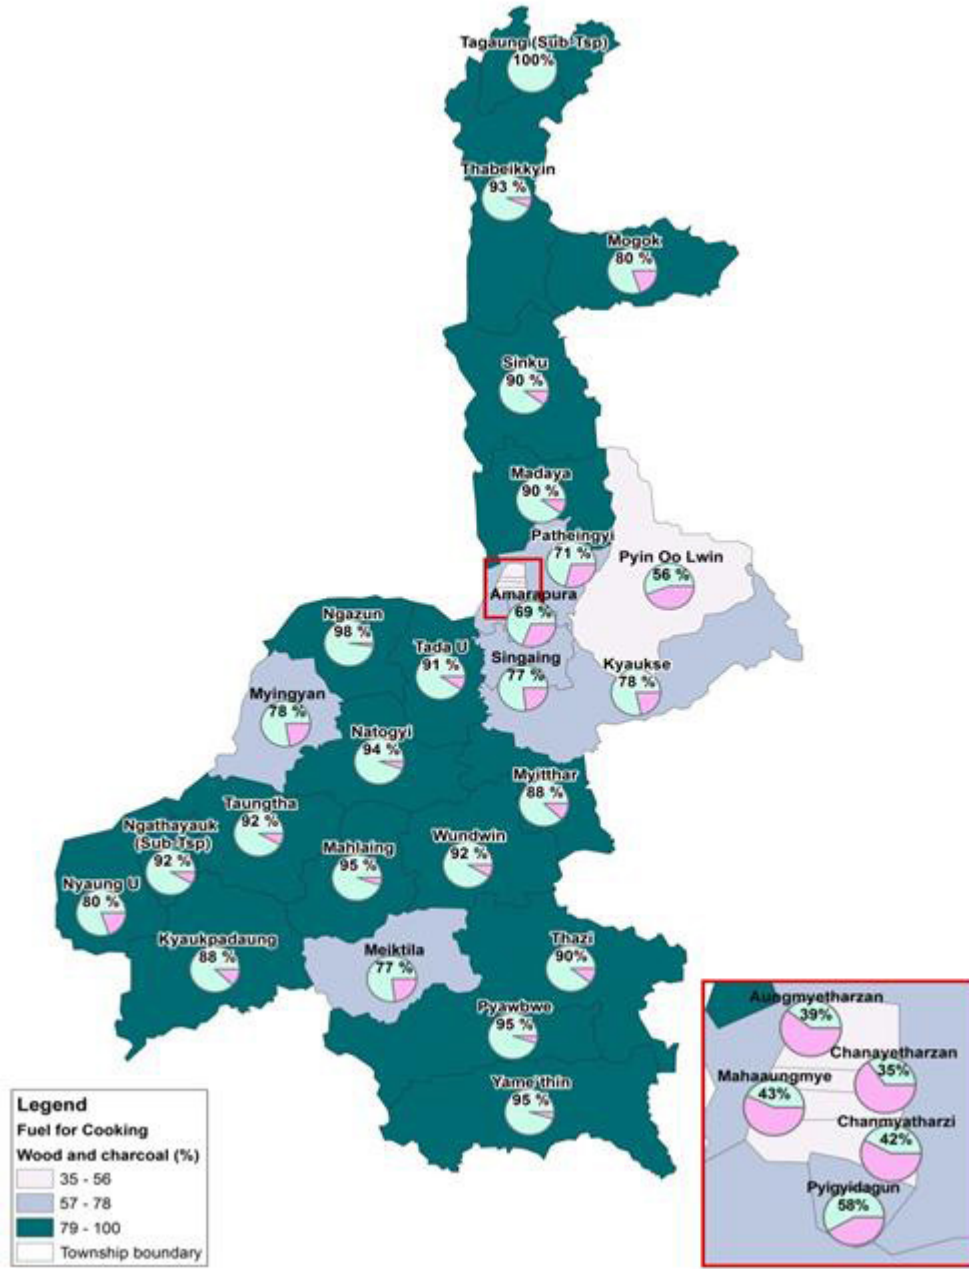 Tagaung (Sub-Tsp)
100%
Thabeikkyin
93 %
Mogok
80 %
Sinku
90 %
Madaya
90 %
Patheingyi
71 %
Pyin Oo Lwin
56 %
Amarapura
69 %
Ngazun
98 %
Tada U
91 %
Singaing
77 %
Kyaukse
78 %
Myingyan
78 %
Natogyi
94 %
Myitthar
88 %
Taungtha
92 %
Ngathayauk
(Sub-Tsp)
92 %
Mahlaing
95 %
Wundwin
92 %
Nyaung U
80 %
Kyaukpadaung
88 %
Meiktila
77 %
Thazi
90%
Pyawbwe
95 %
Yamethin
95 %
Aungmyetharzan
39%
Chanayetharzan
35%
Mahaaungmye
43%
Chanmyatharzi
42%
Pyigyidagun
58%
Legend
Fuel for Cooking
Wood and charcoal (%)
35 - 56
57 - 78
79 - 100
Township boundary